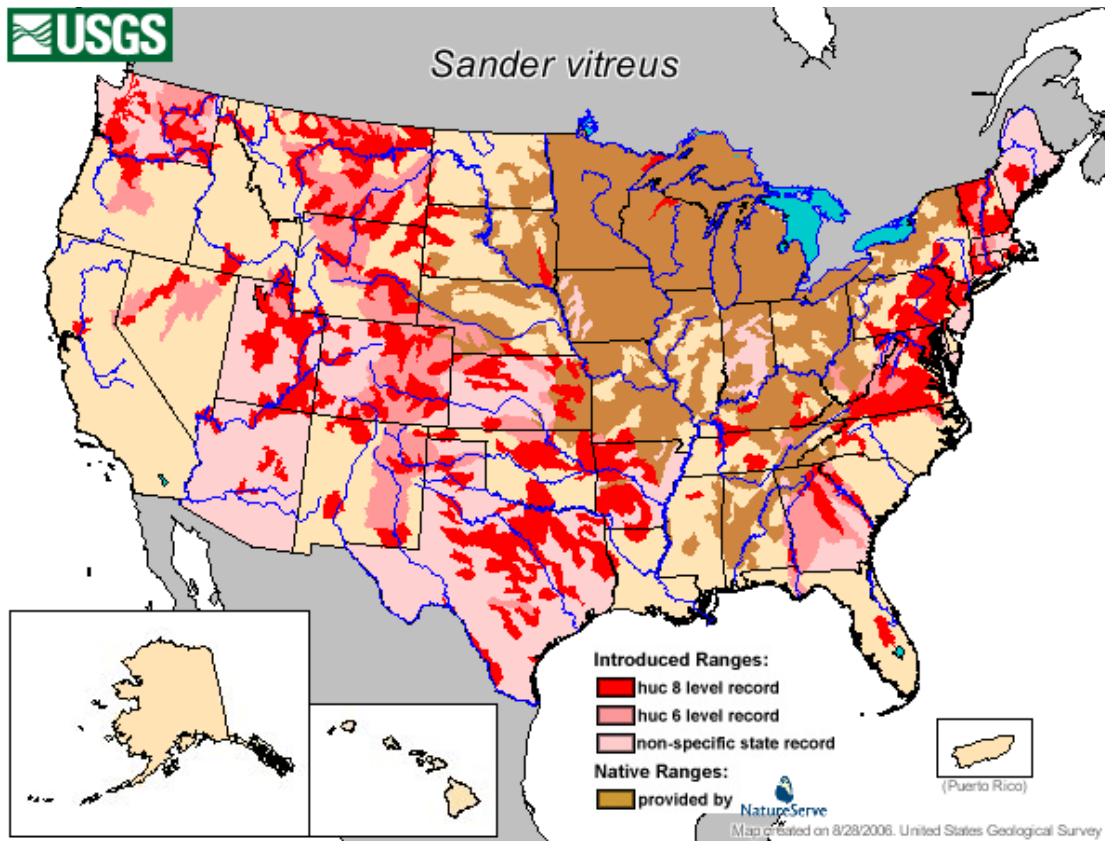 USGS
Sander vitreus
Introduced Ranges:
huc 8 level record
huc 6 level record
non-specific state record
Native Ranges:
provided by
NatureServe
(Puerto Rico)
Map created on 8/28/2006. United States Geological Survey